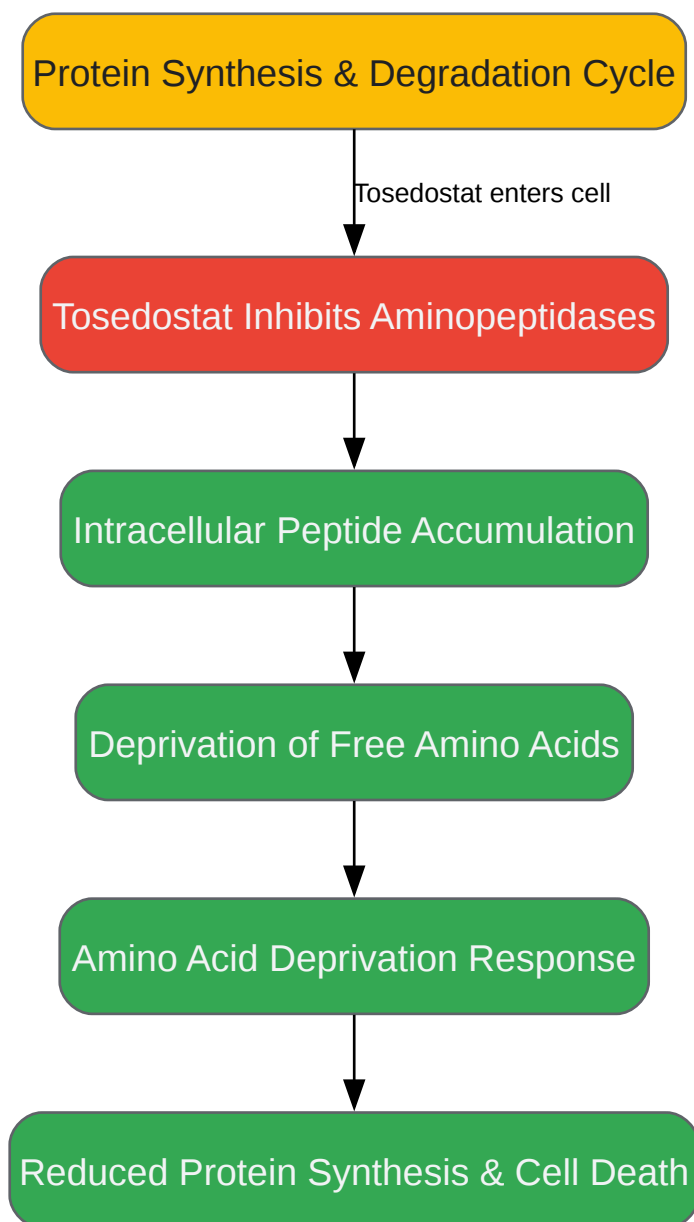 Protein Synthesis & Degradation Cycle
Tosedostat enters cell
Tosedostat Inhibits Aminopeptidases
Intracellular Peptide Accumulation
Deprivation of Free Amino Acids
Amino Acid Deprivation Response
Reduced Protein Synthesis & Cell Death